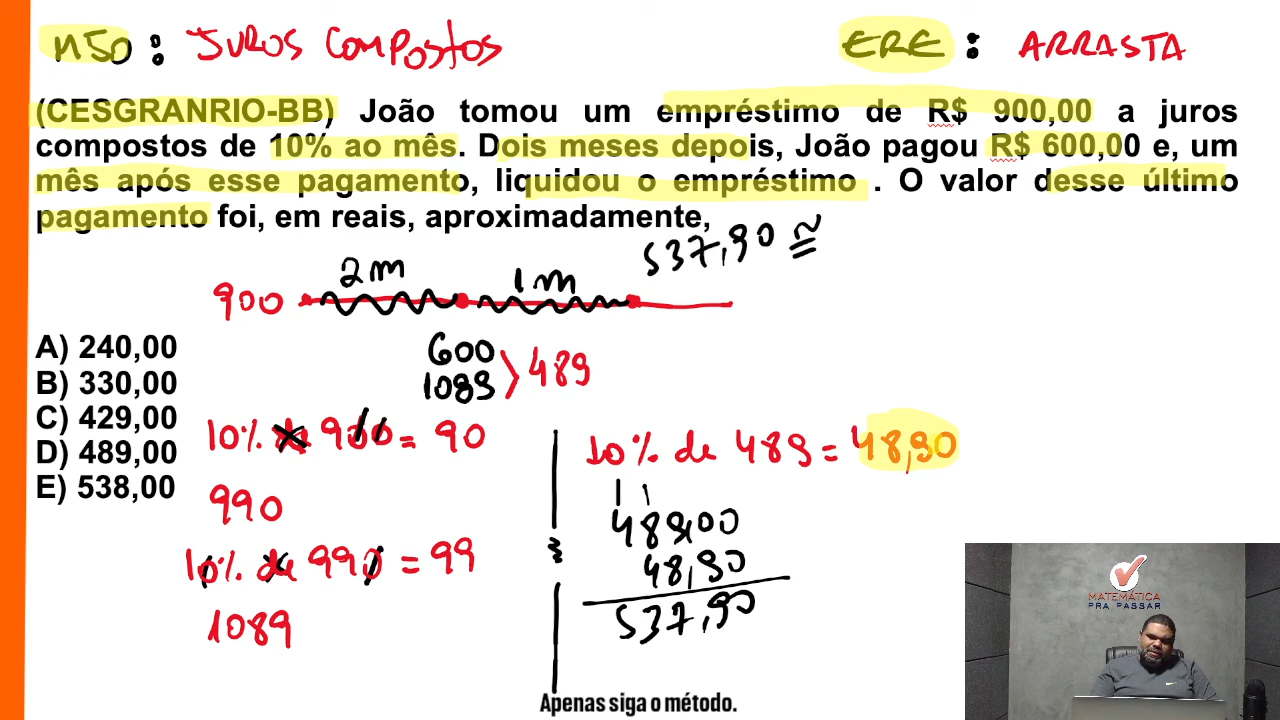 M50 : JUROS COMPOSTOS
ERE : ARRASTA
(CESGRANRIO-BB) João tomou um empréstimo de R$ 900,00 a juros
compostos de 10% ao mês. Dois meses depois, João pagou R$ 600,00 e, um
mês após esse pagamento, liquidou o empréstimo . O valor desse último
pagamento foi, em reais, aproximadamente,
537,90 ≅
2m
1m
900
A) 240,00
B) 330,00
C) 429,00
D) 489,00
E) 538,00
600
1089
489
10% de 900 = 90
990
10% de 990 = 99
1089
10% de 489 = 48,90
1 1
489,00
48,90
537,90
MATEMÁTICA
PRA PASSAR
Apenas siga o método.